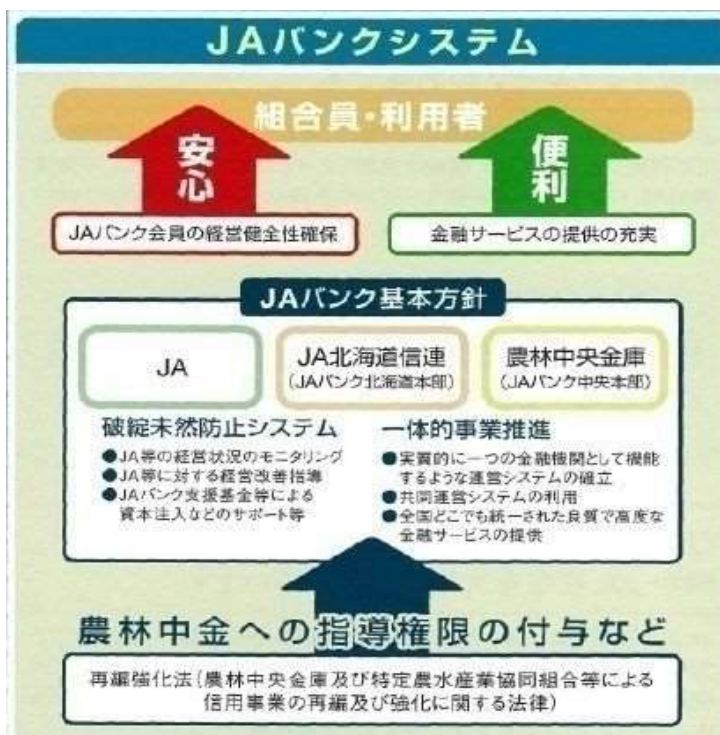 JAバンクシステム
組合員・利用者
安心
便利
JAバンク会員の経営健全性確保
金融サービスの提供の充実
JAバンク基本方針
JA
JA北海道信連
(JAバンク北海道本部)
農林中央金庫
(JAバンク中央本部)
破綻未然防止システム
●JA等の経営状況のモニタリング
●JA等に対する経営改善指導
●JAバンク支援基金等による
資本注入などのサポート等
一体的事業推進
●実質的に一つの金融機関として機能
するような運営システムの確立
●共同運営システムの利用
●全国どこでも統一された良質で高度な
金融サービスの提供
農林中金への指導権限の付与など
再編強化法(農林中央金庫及び特定農水産業協同組合等による
信用事業の再編及び強化に関する法律)